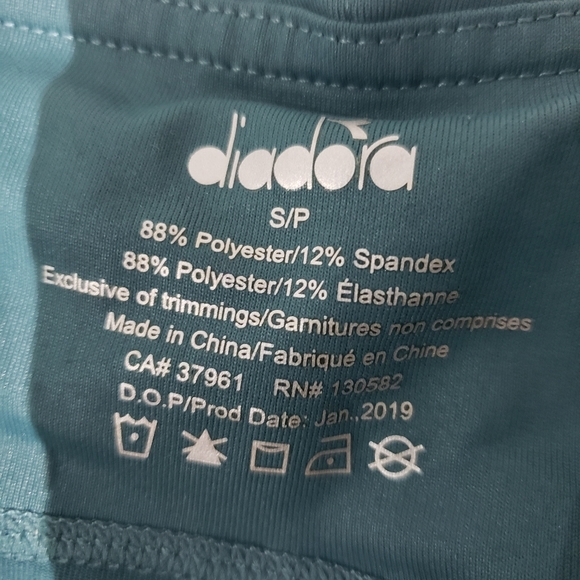 diadora
S/P
88% Polyester/12% Spandex
88% Polyester/12% Élasthanne
Exclusive of trimmings/Garnitures non comprises
Made in China/Fabriqué en Chine
CA# 37961 RN# 130582
D.O.P/Prod Date: Jan.,2019